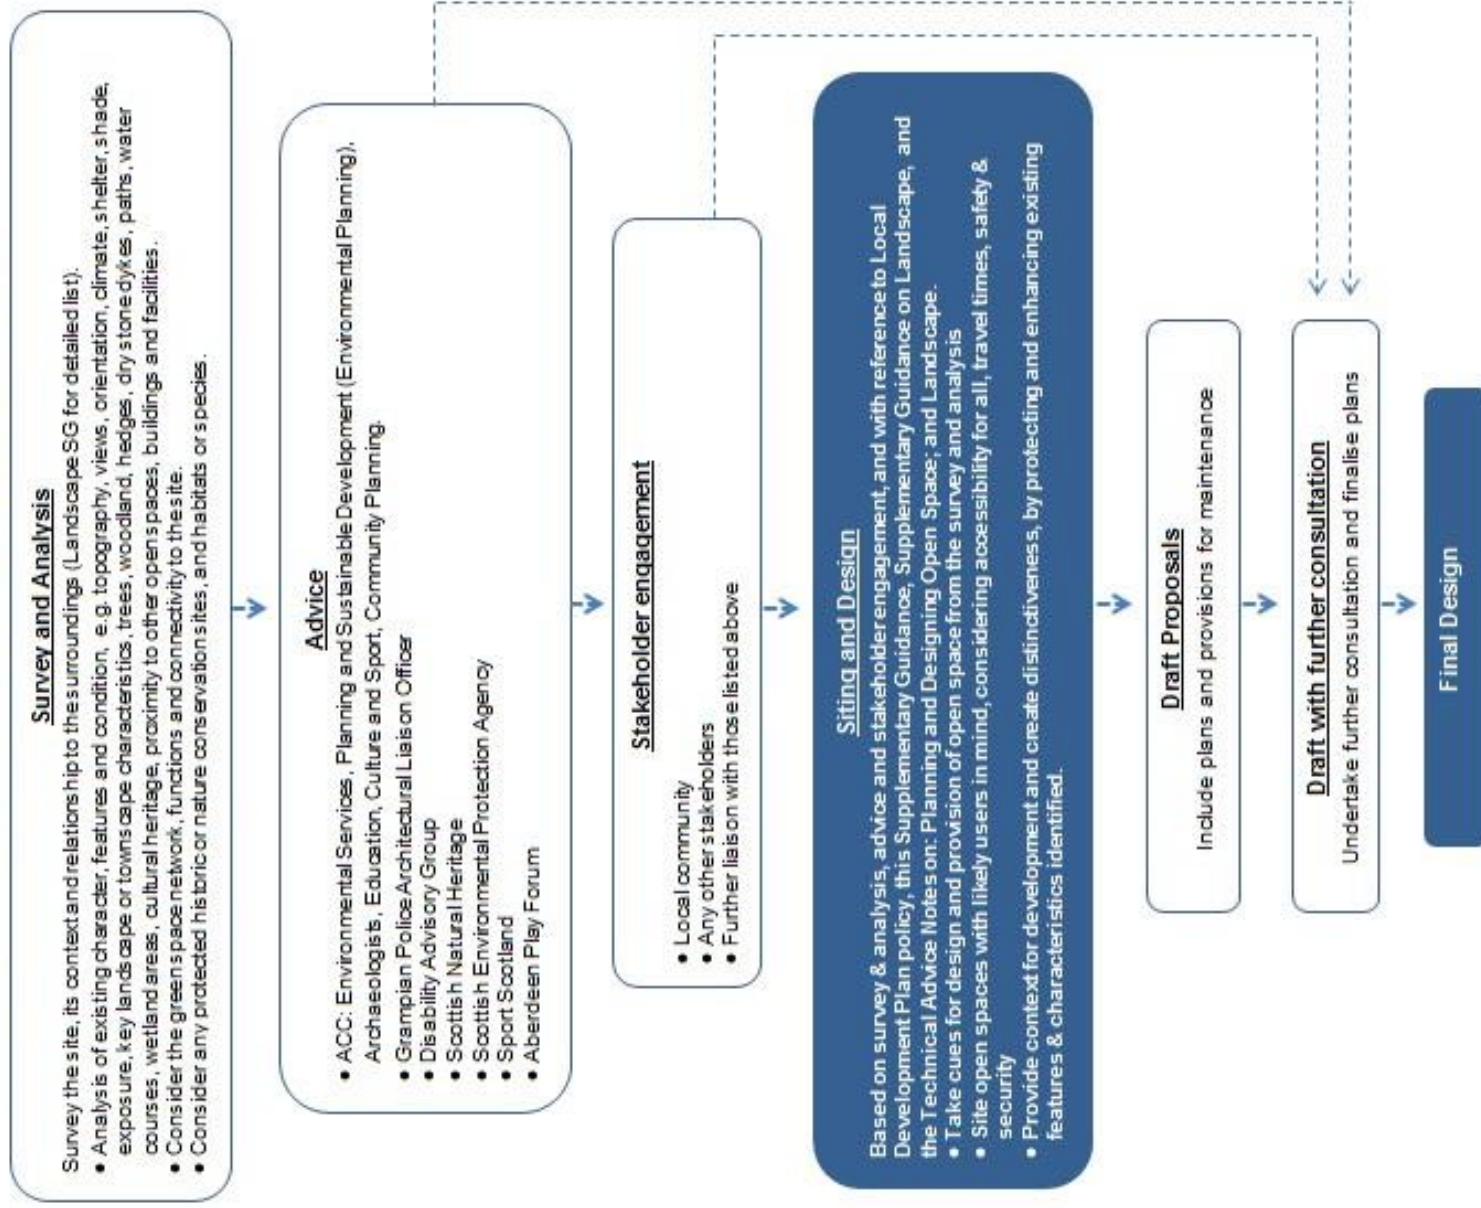 Survey and Analysis
Survey the site, its context and relationship to the surroundings (Landscape SG for detailed list).
• Analysis of existing character, features and condition, e.g. topography, views, orientation, climate, shelter, shade,
exposure, key landscape or townscape characteristics, trees, woodland, hedges, dry stone dykes, paths, water
courses, wetland areas, cultural heritage, proximity to other open spaces, buildings and facilities.
• Consider the green space network, functions and connectivity to the site.
• Consider any protected historic or nature conservation sites, and habitats or species.
Advice
• ACC: Environmental Services, Planning and Sustainable Development (Environmental Planning),
Archaeologists, Education, Culture and Sport, Community Planning.
• Grampian Police Architectural Liaison Officer
• Disability Advisory Group
• Scottish Natural Heritage
• Scottish Environmental Protection Agency
• Sport Scotland
• Aberdeen Play Forum
Stakeholder engagement
• Local community
• Any other stakeholders
• Further liaison with those listed above
Siting and Design
Based on survey & analysis, advice and stakeholder engagement, and with reference to Local
Development Plan policy, this Supplementary Guidance, Supplementary Guidance on Landscape, and
the Technical Advice Notes on: Planning and Designing Open Space; and Landscape.
• Take cues for design and provision of open space from the survey and analysis
• Site open spaces with likely users in mind, considering accessibility for all, travel times, safety &
security
• Provide context for development and create distinctiveness, by protecting and enhancing existing
features & characteristics identified.
Draft Proposals
Include plans and provisions for maintenance
Draft with further consultation
Undertake further consultation and finalise plans
Final Design